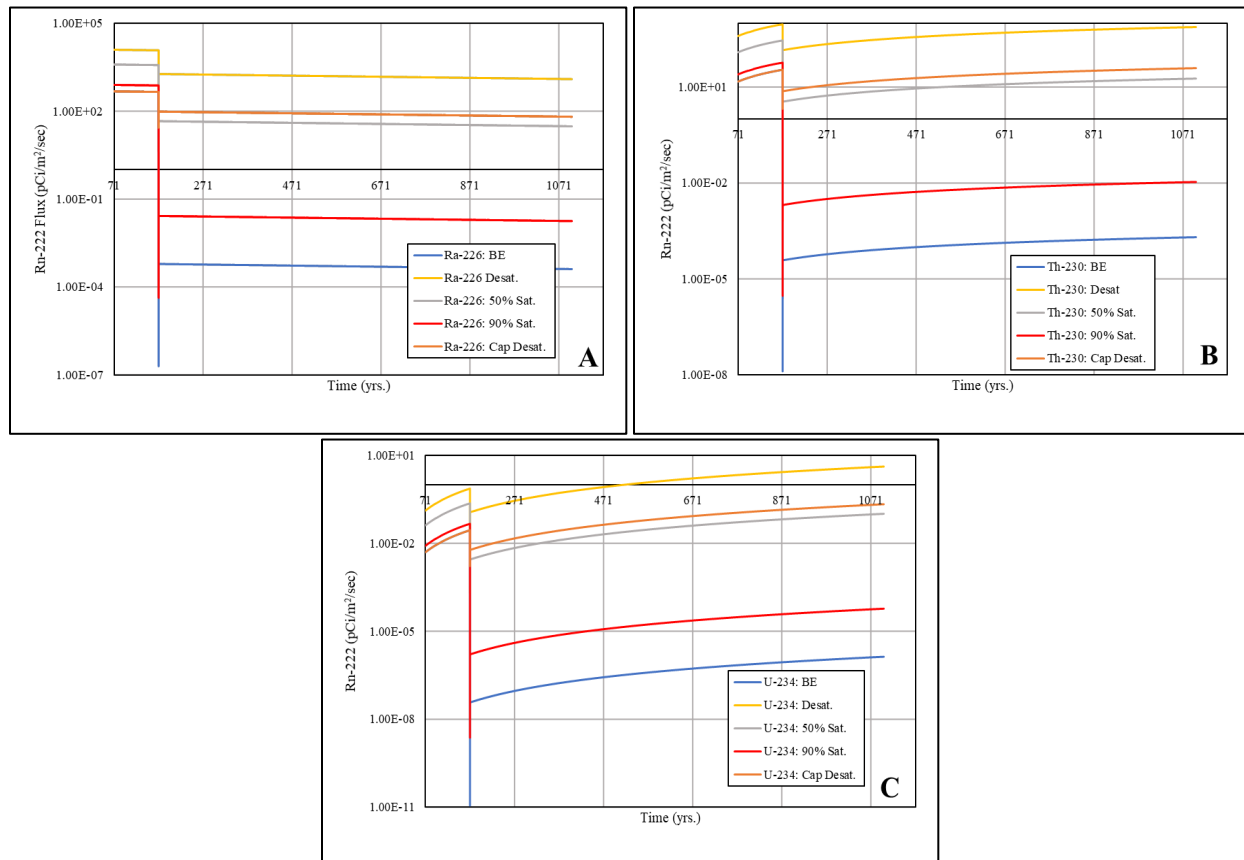 1.00E+05
1.00E+02
1.00E-01
1.00E-04
1.00E-07
Rn-222 Flux (pCi/m²/sec)
71 271 471 671 871 1071
Ra-226: BE
Ra-226 Desat.
Ra-226: 50% Sat.
Ra-226: 90% Sat.
Ra-226: Cap Desat.
A
Time (yrs.)
1.00E+01
1.00E-02
1.00E-05
1.00E-08
Rn-222 (pCi/m²/sec)
71 271 471 671 871 1071
Th-230: BE
Th-230: Desat
Th-230: 50% Sat.
Th-230: 90% Sat.
Th-230: Cap Desat.
B
Time (yrs.)
1.00E+01
1.00E-02
1.00E-05
1.00E-08
1.00E-11
Rn-222 (pCi/m²/sec)
71 271 471 671 871 1071
U-234: BE
U-234: Desat.
U-234: 50% Sat.
U-234: 90% Sat.
U-234: Cap Desat.
C
Time (yrs.)